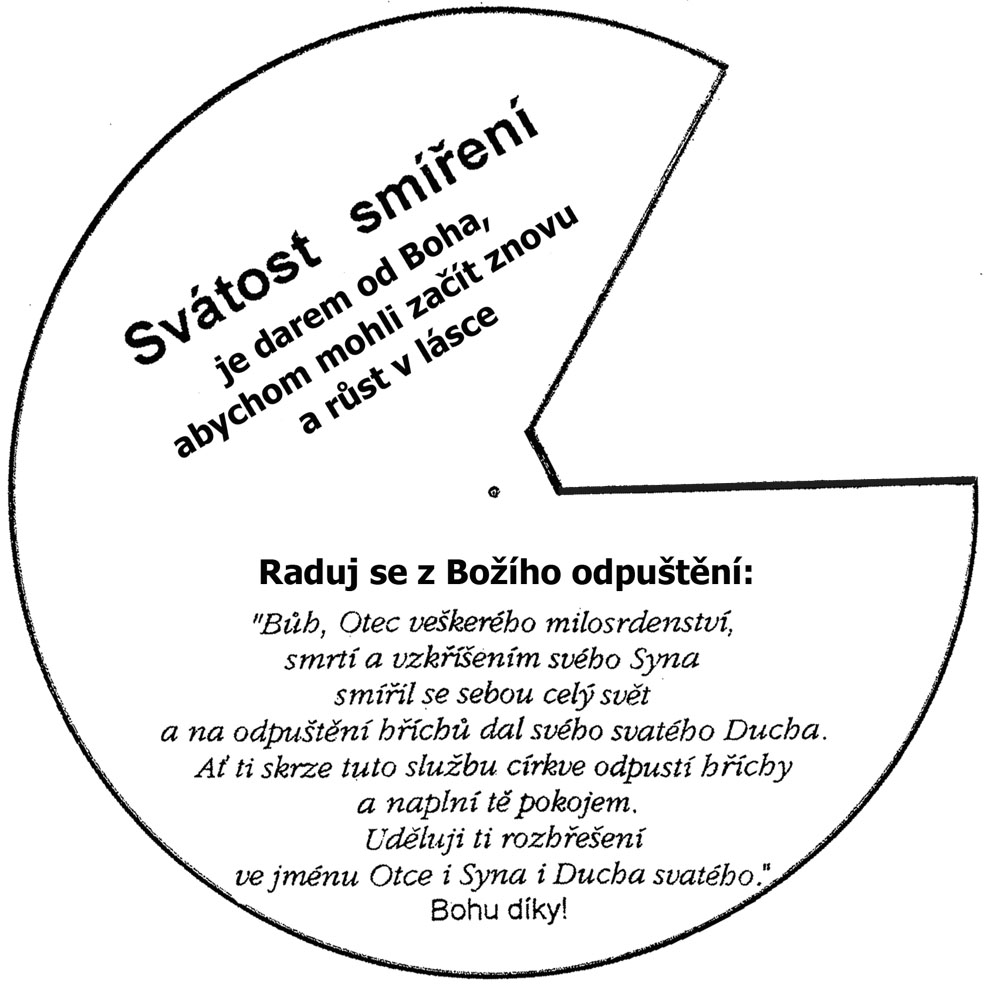 Svátost smíření
je darem od Boha,
abychom mohli začít znovu
a růst v lásce
Raduj se z Božího odpuštění:
"Bůh, Otec veškerého milosrdenství,
smrtí a vzkříšením svého Syna
smířil se sebou celý svět
a na odpuštění hříchů dal svého svatého Ducha.
Ať ti skrze tuto službu církve odpustí hříchy
a naplní tě pokojem.
Uděluji ti rozhřešení
ve jménu Otce i Syna i Ducha svatého."
Bohu díky!